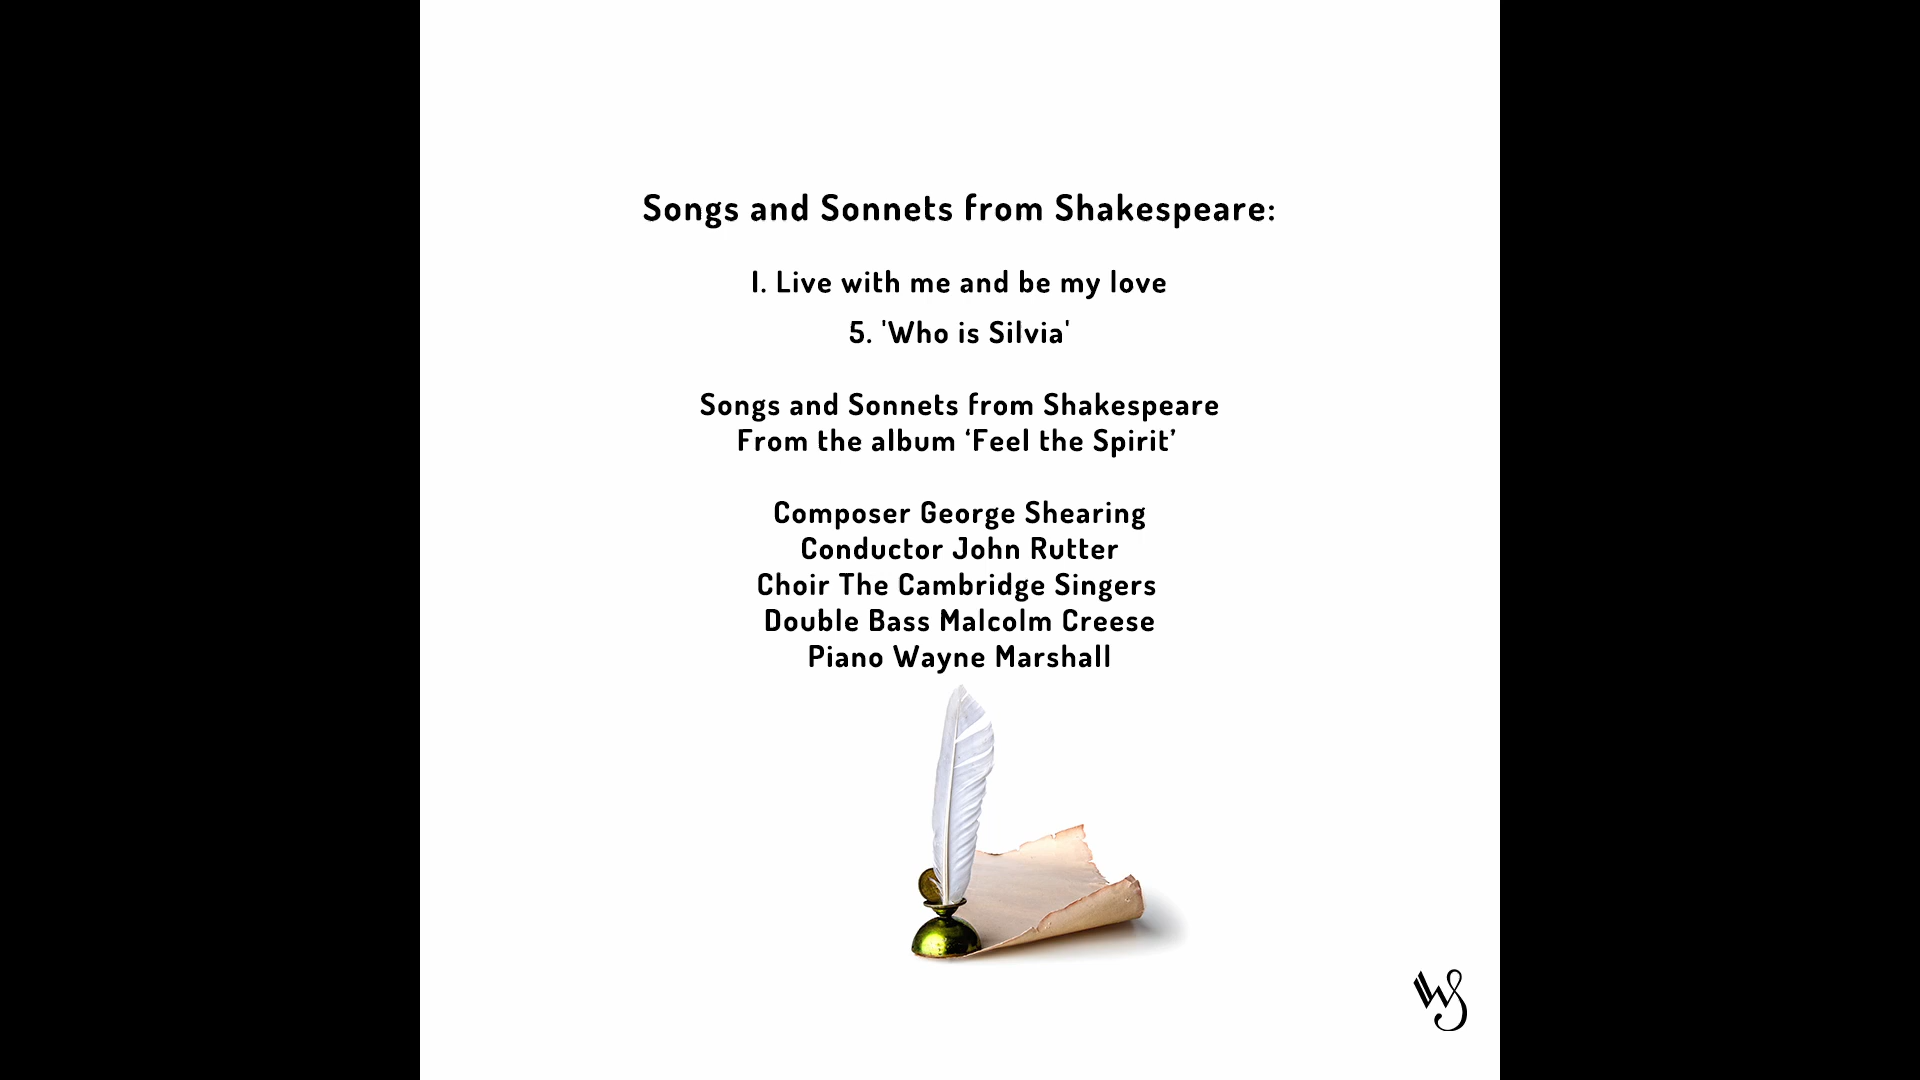 Songs and Sonnets from Shakespeare:
1. Live with me and be my love
5. 'Who is Silvia'
Songs and Sonnets from Shakespeare
From the album ‘Feel the Spirit’
Composer George Shearing
Conductor John Rutter
Choir The Cambridge Singers
Double Bass Malcolm Creese
Piano Wayne Marshall